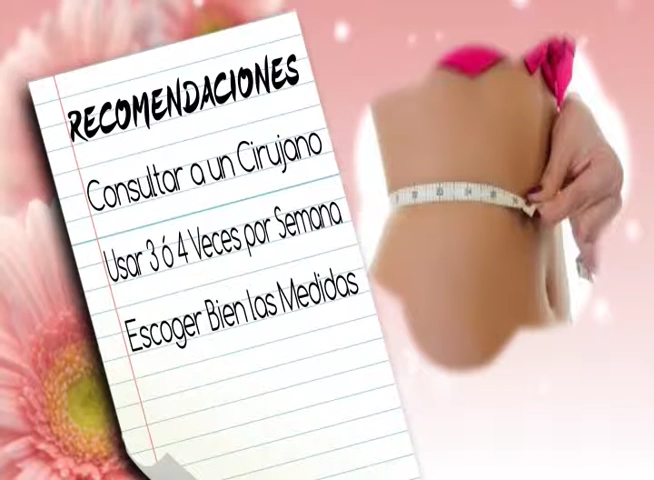 RECOMENDACIONES
Consultar a un Cirujano
Usar 3 ó 4 Veces por Semana
Escoger Bien las Medidas